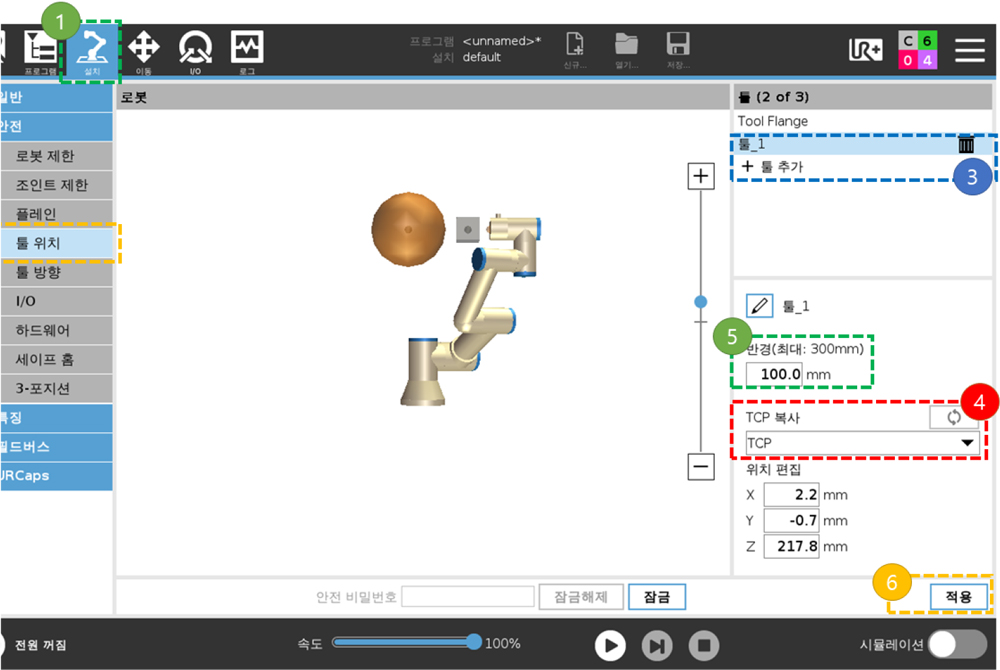 1
프로그램
설치
이동
I/O
로그
프로그램 <unnamed>*
설치 default
신규...
열기...
저장...
UR+
C 6
0 4
일반
안전
로봇 제한
조인트 제한
플레인
툴 위치
툴 방향
I/O
하드웨어
세이프 홈
3-포지션
특징
필드버스
URCaps
로봇
툴 (2 of 3)
Tool Flange
툴_1
+ 툴 추가
3
툴_1
5
반경(최대: 300mm)
100.0 mm
4
TCP 복사
TCP
위치 편집
X 2.2 mm
Y -0.7 mm
Z 217.8 mm
6
안전 비밀번호
잠금해제
잠금
적용
전원 꺼짐
속도 100%
시뮬레이션